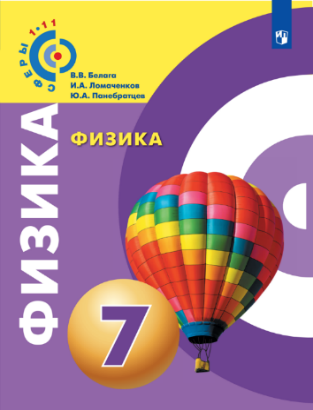 СФЕРЫ 1-11
В.В. Белага
И.А. Ломаченков
Ю.А. Панебратцев
ФИЗИКА
ФИЗИКА
7